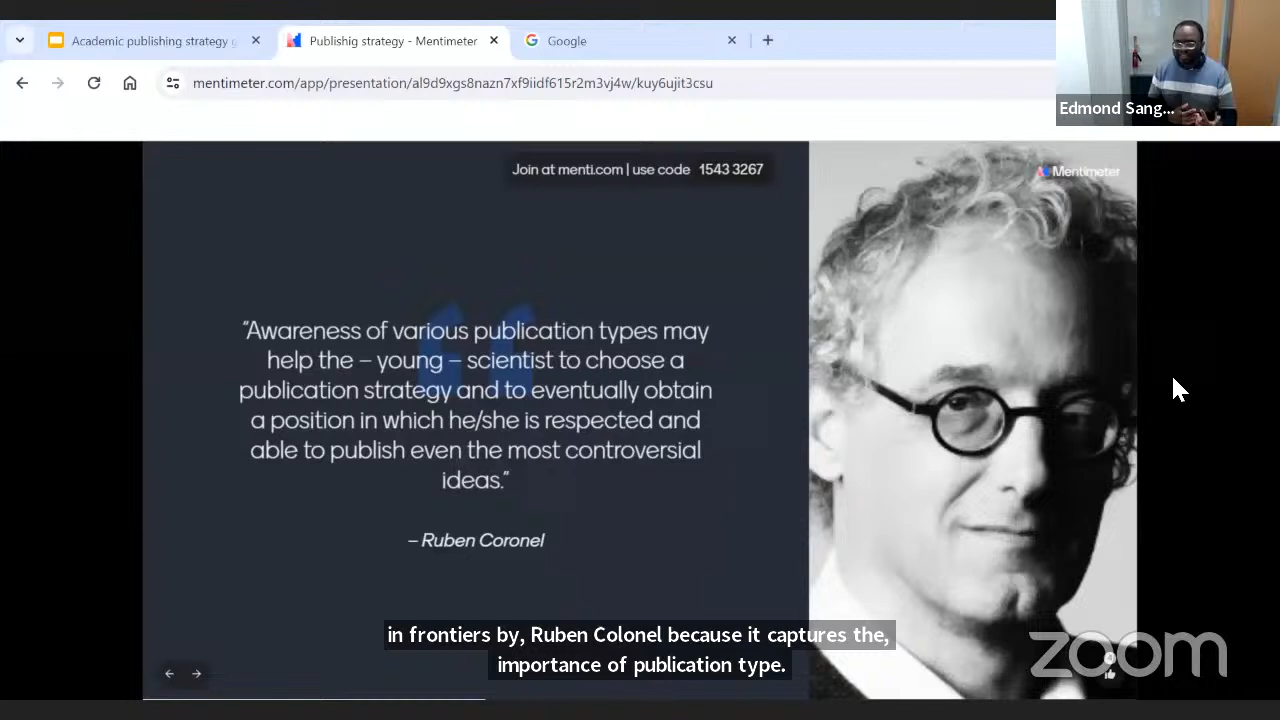 Academic publishing strategy g
Publishig strategy - Mentimeter
Google
mentimeter.com/app/presentation/al9d9xgs8nazn7xf9iidf615r2m3vj4w/kuy6ujit3csu
Edmond Sang...
Join at menti.com | use code 1543 3267
Mentimeter
“Awareness of various publication types may
help the – young – scientist to choose a
publication strategy and to eventually obtain
a position in which he/she is respected and
able to publish even the most controversial
ideas.”
– Ruben Coronel
in frontiers by, Ruben Colonel because it captures the,
importance of publication type.
zoom